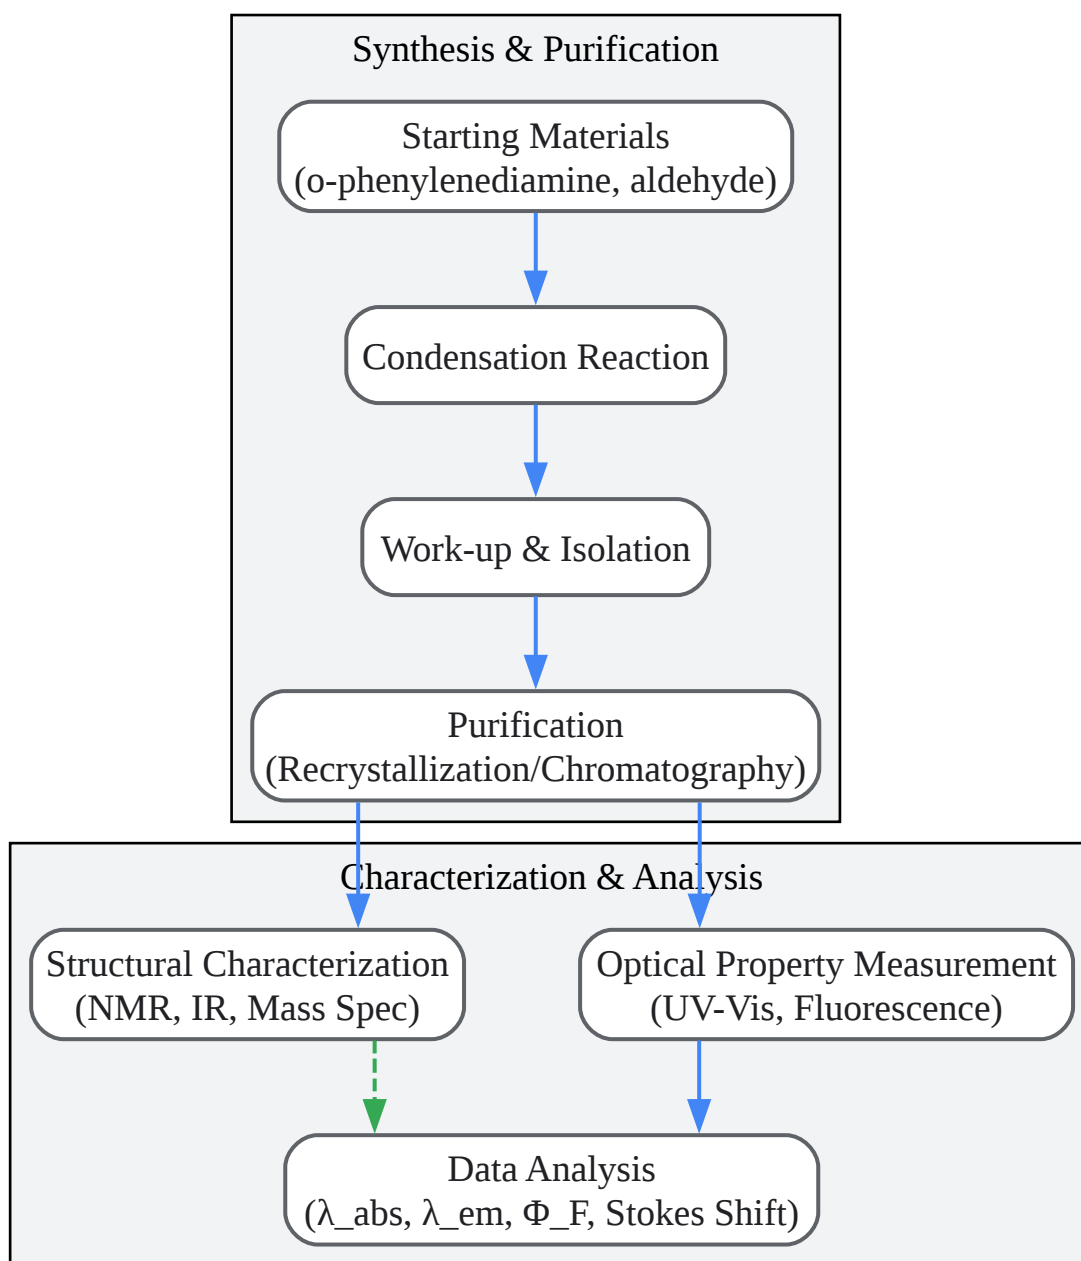 Synthesis & Purification
Starting Materials
(o-phenylenediamine, aldehyde)
Condensation Reaction
Work-up & Isolation
Purification
(Recrystallization/Chromatography)
Characterization & Analysis
Structural Characterization
(NMR, IR, Mass Spec)
Optical Property Measurement
(UV-Vis, Fluorescence)
Data Analysis
(λ_abs, λ_em, Φ_F, Stokes Shift)